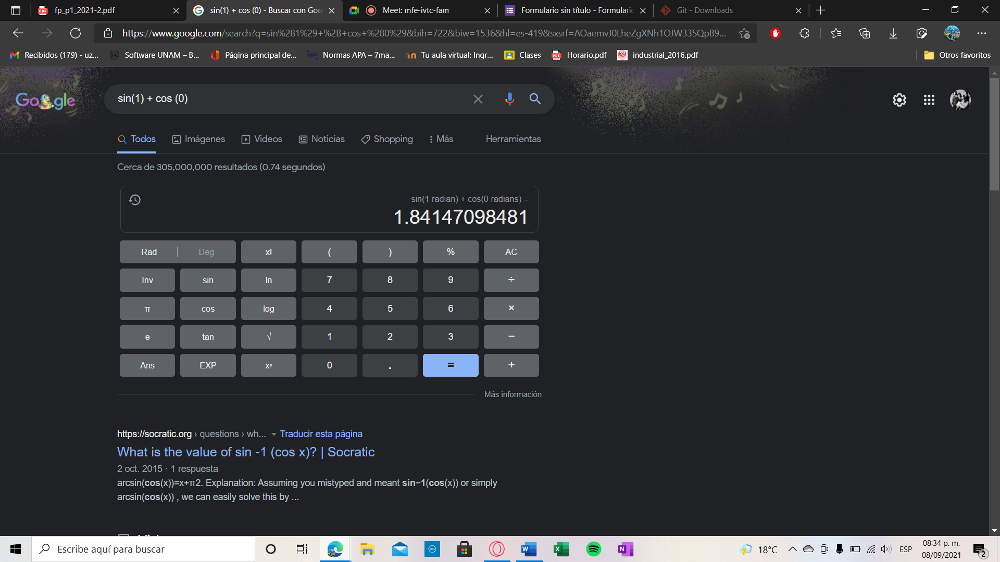 fp_p1_2021-2.pdf
sin(1) + cos (0) - Buscar con Goo
Meet: mfe-ivtc-fam
Formulario sin título - Formulario
Git - Downloads
https://www.google.com/search?q=sin%281%29+%2B+cos+%280%29&bih=722&biw=1536&hl=es-419&sxsrf=AOaemvJ0LheZgXNh1OJW33SQpB9...
Recibidos (179) - uz...
Software UNAM – B...
Página principal de...
Normas APA – 7ma...
Tu aula virtual: Ingr...
Clases
Horario.pdf
industrial_2016.pdf
Otros favoritos
Google
sin(1) + cos (0)
Todos
Imágenes
Videos
Noticias
Shopping
Más
Herramientas
Cerca de 305,000,000 resultados (0.74 segundos)
sin(1 radian) + cos(0 radians) =
1.84147098481
Rad | Deg x! ( ) % AC
Inv sin ln 7 8 9 ÷
π cos log 4 5 6 ×
e tan √ 1 2 3 −
Ans EXP xʸ 0 . = +
Más información
https://socratic.org › questions › wh... Traducir esta página
What is the value of sin -1 (cos x)? | Socratic
2 oct. 2015 · 1 respuesta
arcsin(cos(x))=x+π2. Explanation: Assuming you mistyped and meant sin−1(cos(x)) or simply
arcsin(cos(x)) , we can easily solve this by ...
Escribe aquí para buscar
18°C
ESP
08:34 p. m.
08/09/2021
2